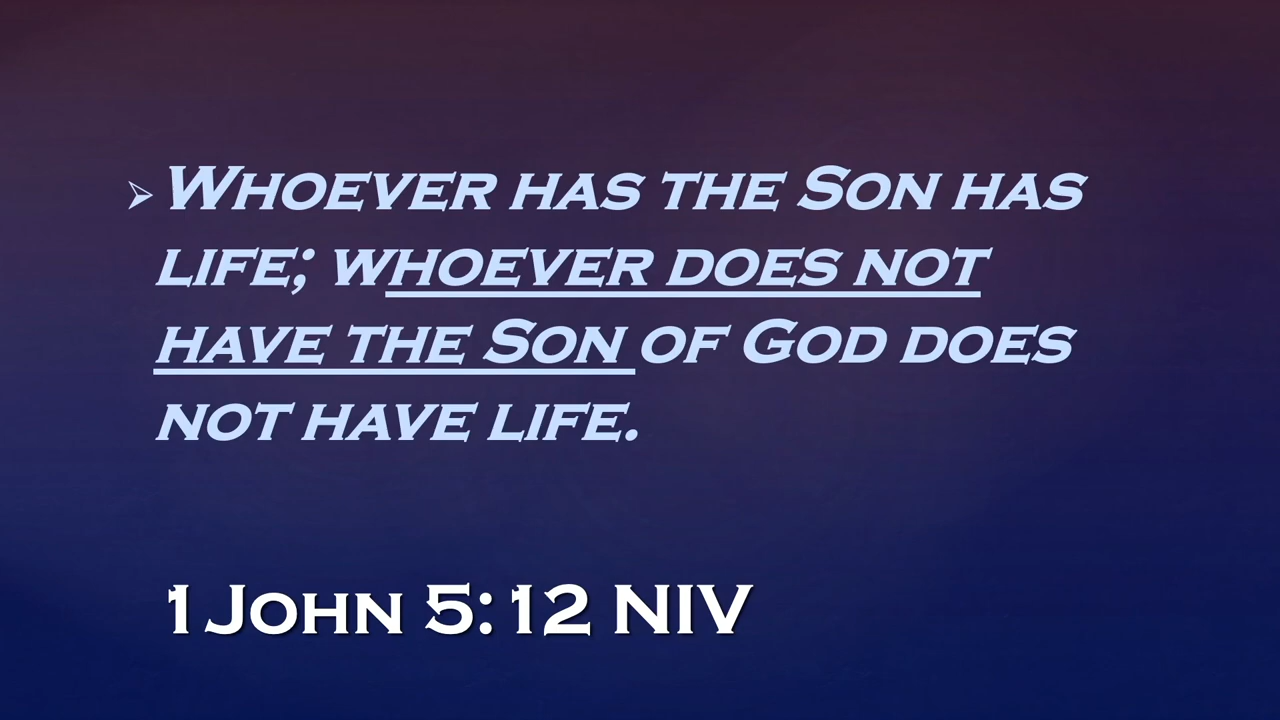 ➢ Whoever has the Son has
life; whoever does not
have the Son of God does
not have life.
1 John 5:12 NIV